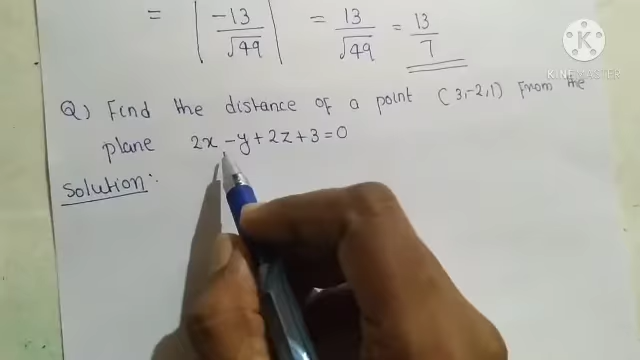 = | -13 / √49 | = 13 / √49 = 13 / 7
Q) Find the distance of a point (3,-2,1) From the
plane 2x - y + 2z + 3 = 0
Solution:
KINEMASTER